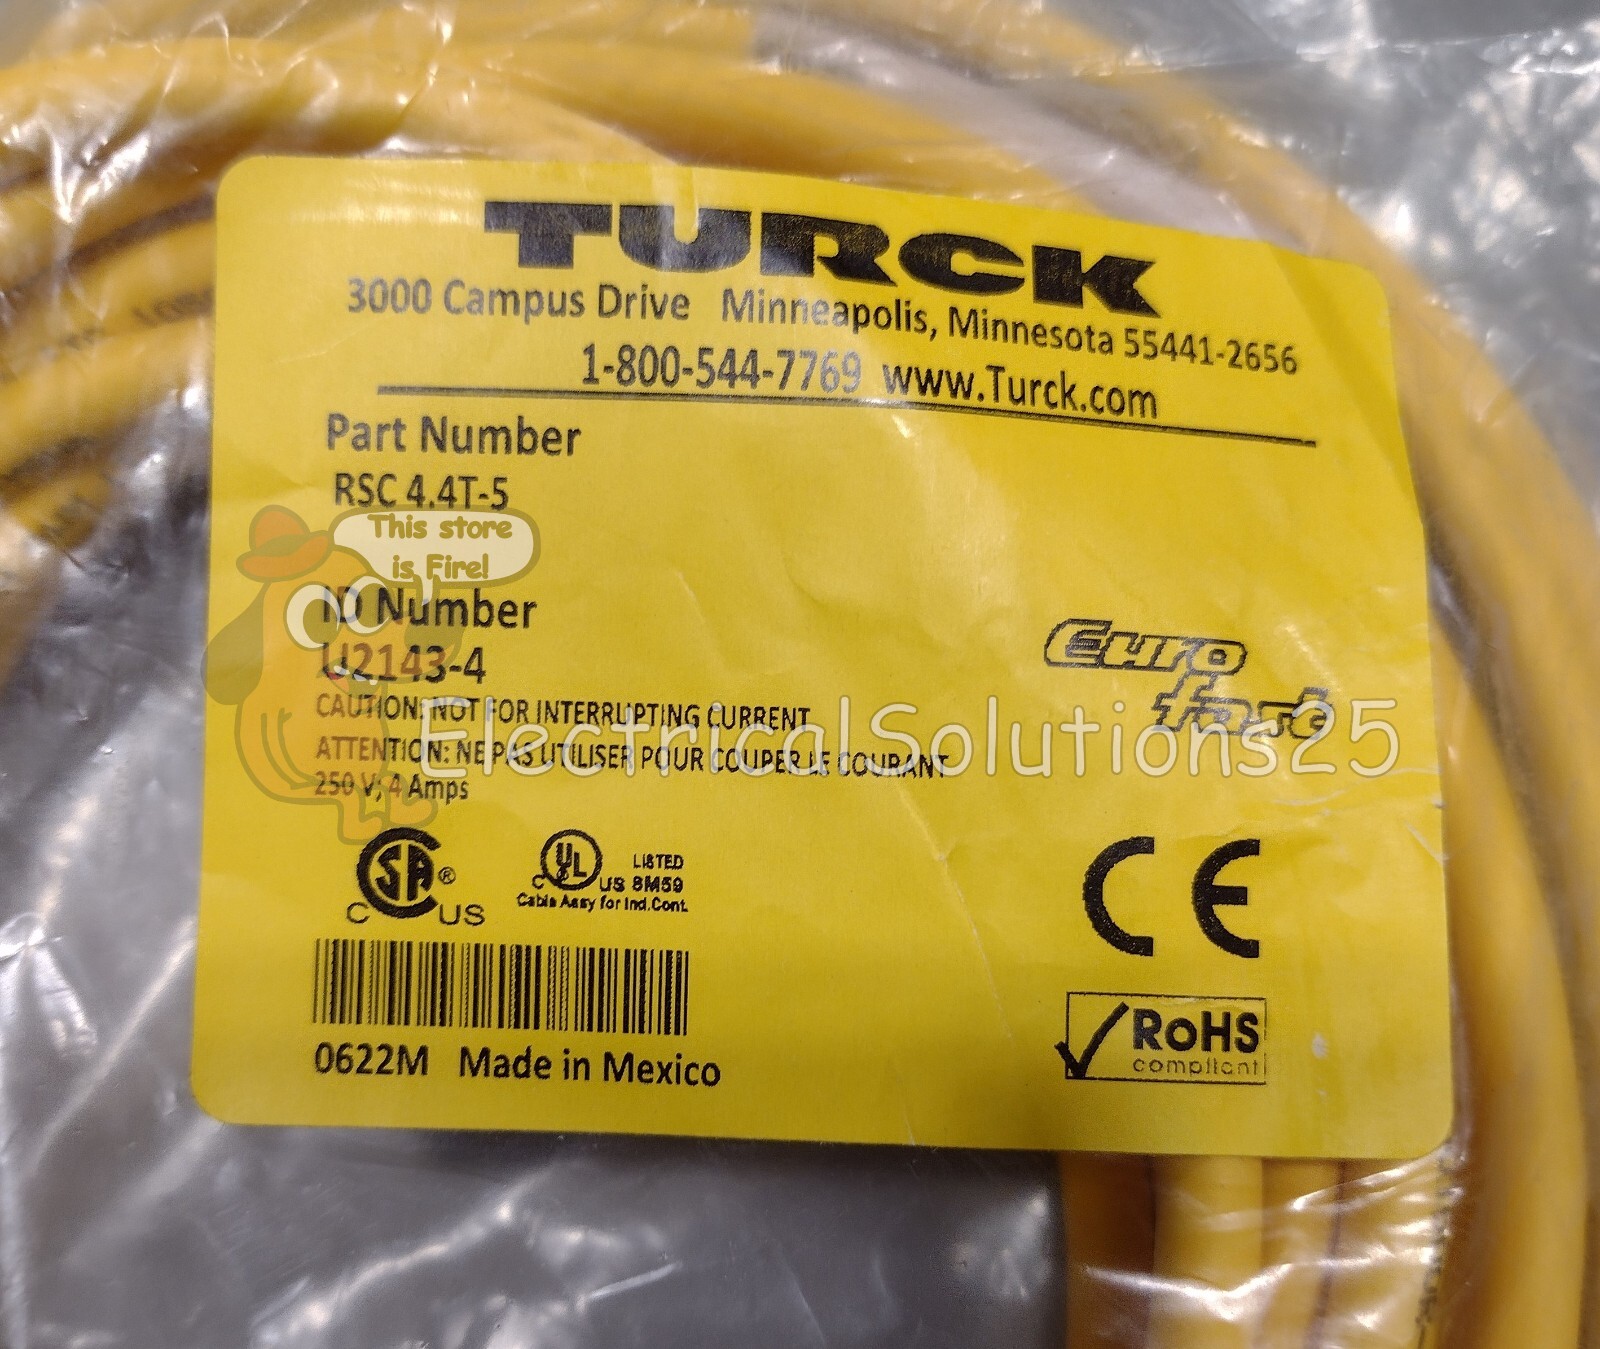 TURCK
3000 Campus Drive Minneapolis, Minnesota 55441-2656
1-800-544-7769 www.Turck.com
Part Number
RSC 4.4T-5
This store
is Fire!
ID Number
U2143-4
CAUTION: NOT FOR INTERRUPTING CURRENT
ATTENTION: NE PAS UTILISER POUR COUPER LE COURANT
250 V; 4 Amps
ElectricalSolutions25
Euro
fast
CSA ®
C US
C UL US LISTED
8M59
Cable Assy for Ind.Cont.
CE
0622M Made in Mexico
RoHS
compliant